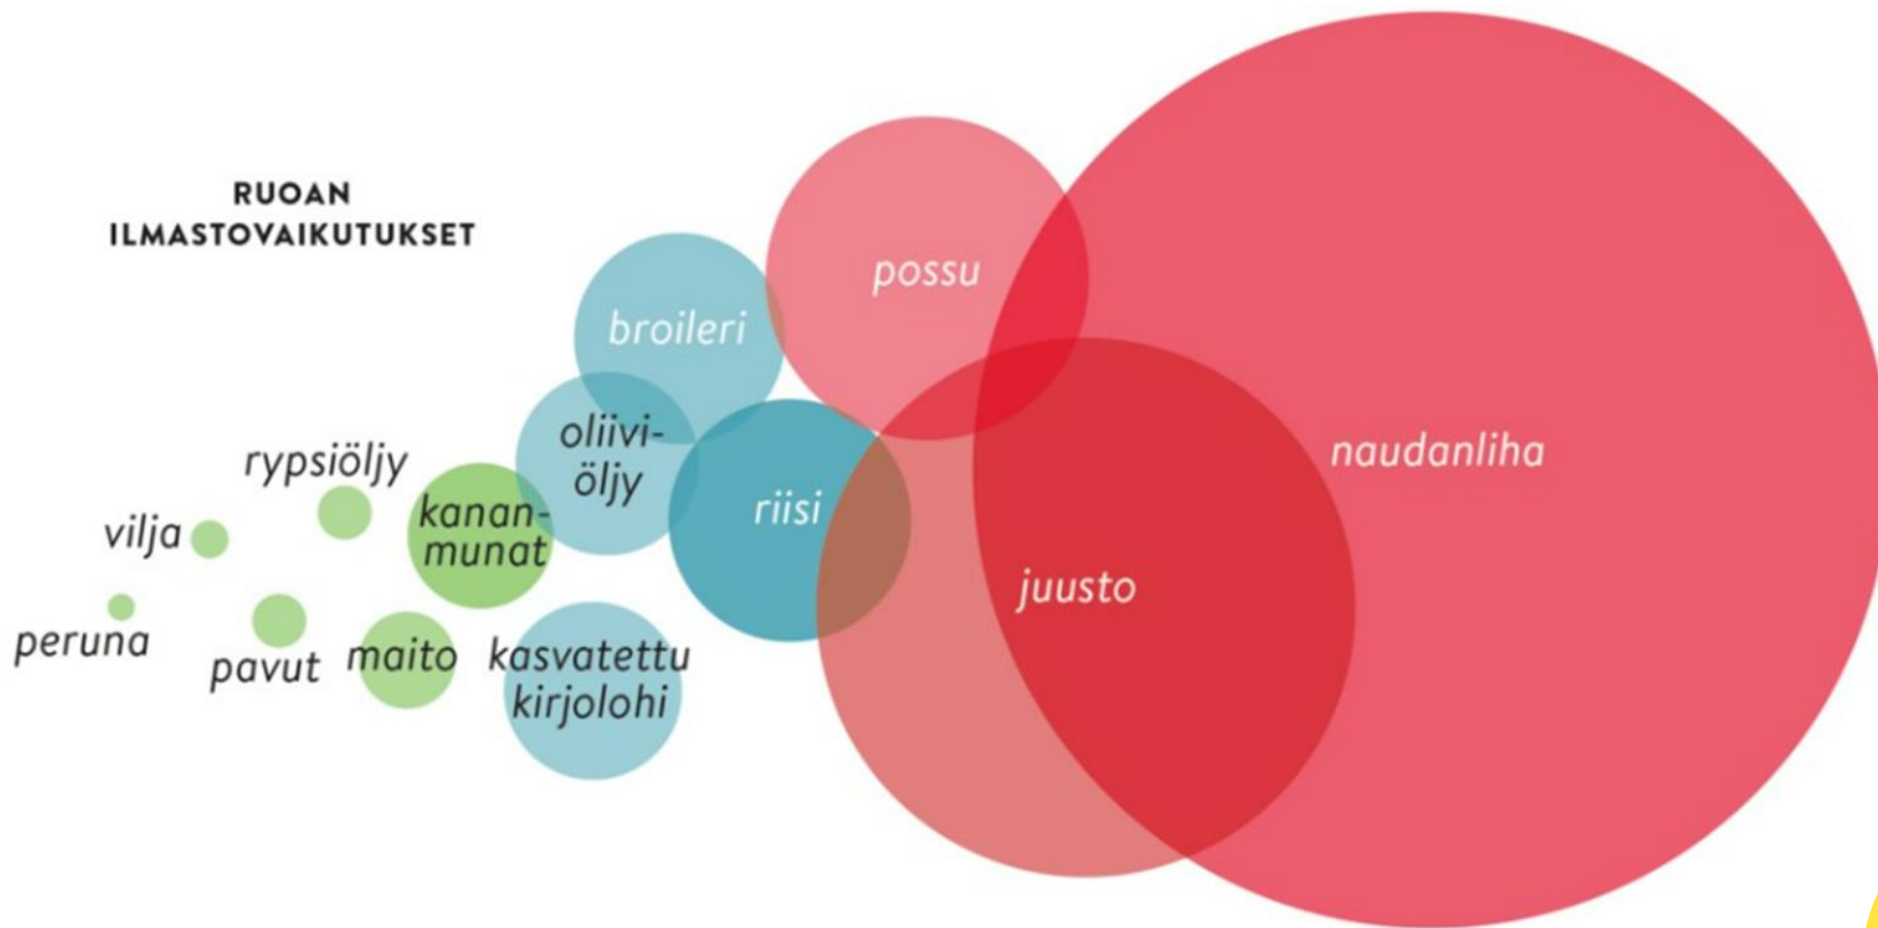 RUOAN
ILMASTOVAIKUTUKSET
possu
broileri
oliivi-
öljy
rypsiöljy
naudanliha
kanan-
munat
riisi
vilja
juusto
peruna
pavut
maito
kasvatettu
kirjolohi